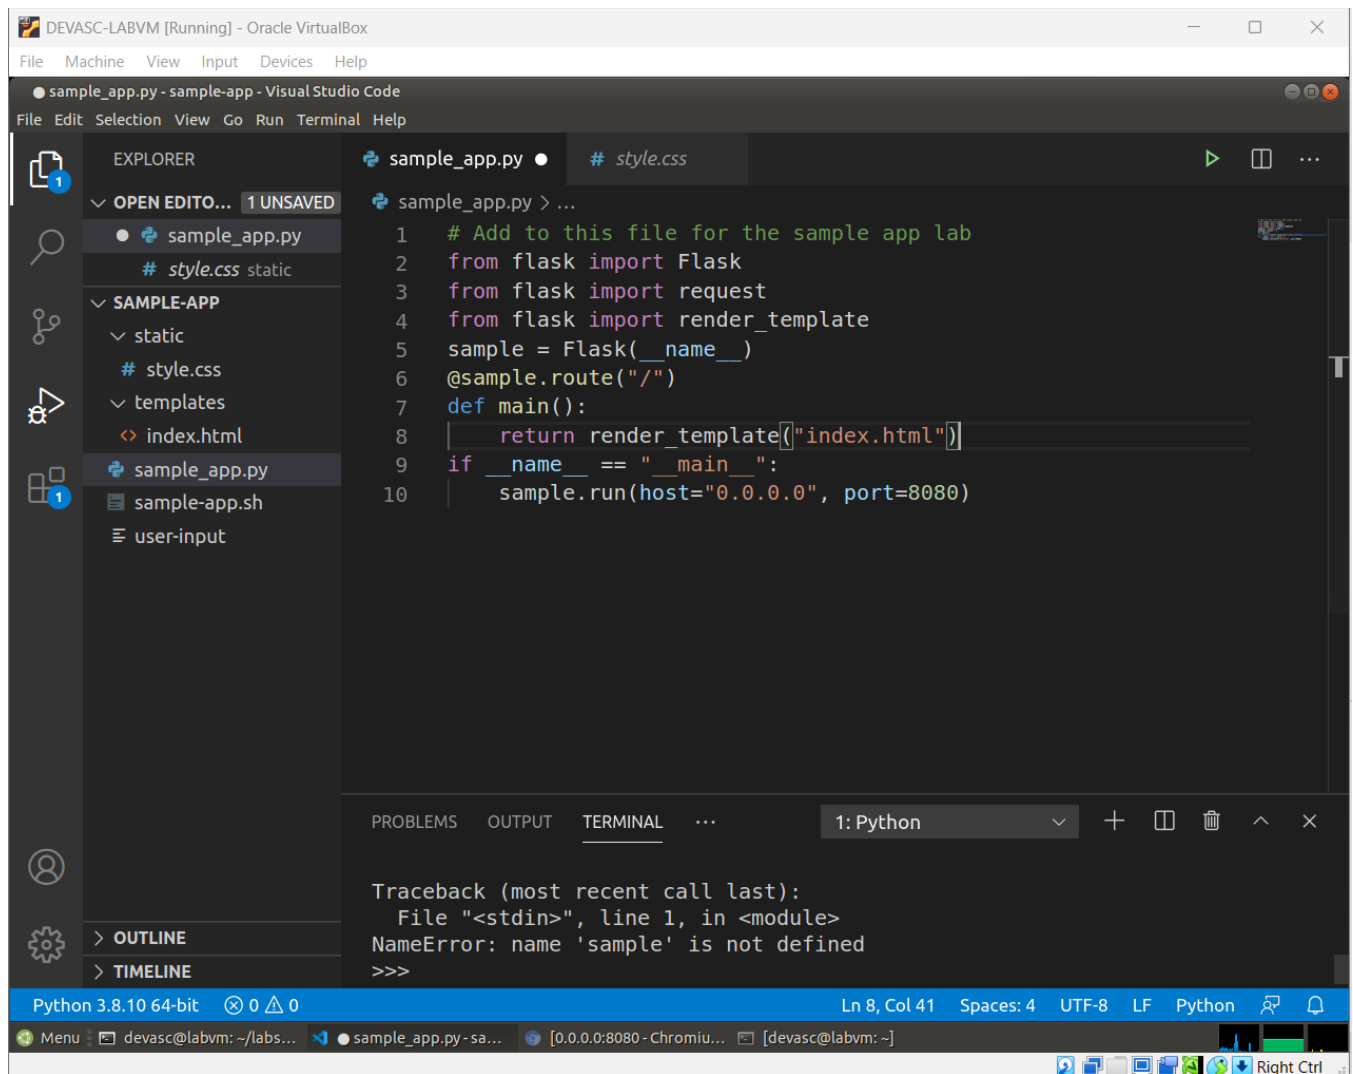 DEVASC-LABVM [Running] - Oracle VirtualBox
File Machine View Input Devices Help
● sample_app.py - sample-app - Visual Studio Code
File Edit Selection View Go Run Terminal Help
EXPLORER
OPEN EDITO... 1 UNSAVED
● sample_app.py
# style.css static
SAMPLE-APP
static
# style.css
templates
<> index.html
sample_app.py
sample-app.sh
user-input
OUTLINE
TIMELINE
1
1
sample_app.py ●
# style.css
sample_app.py > ...
1 # Add to this file for the sample app lab
2 from flask import Flask
3 from flask import request
4 from flask import render_template
5 sample = Flask(__name__)
6 @sample.route("/")
7 def main():
8     return render_template("index.html")
9 if __name__ == "__main__":
10     sample.run(host="0.0.0.0", port=8080)
PROBLEMS OUTPUT TERMINAL ... 1: Python
Traceback (most recent call last):
  File "<stdin>", line 1, in <module>
NameError: name 'sample' is not defined
>>>
Python 3.8.10 64-bit 0 0 Ln 8, Col 41 Spaces: 4 UTF-8 LF Python
Menu devasc@labvm: ~/labs... ● sample_app.py - sa... [0.0.0.0:8080 - Chromiu... [devasc@labvm: ~]
Right Ctrl